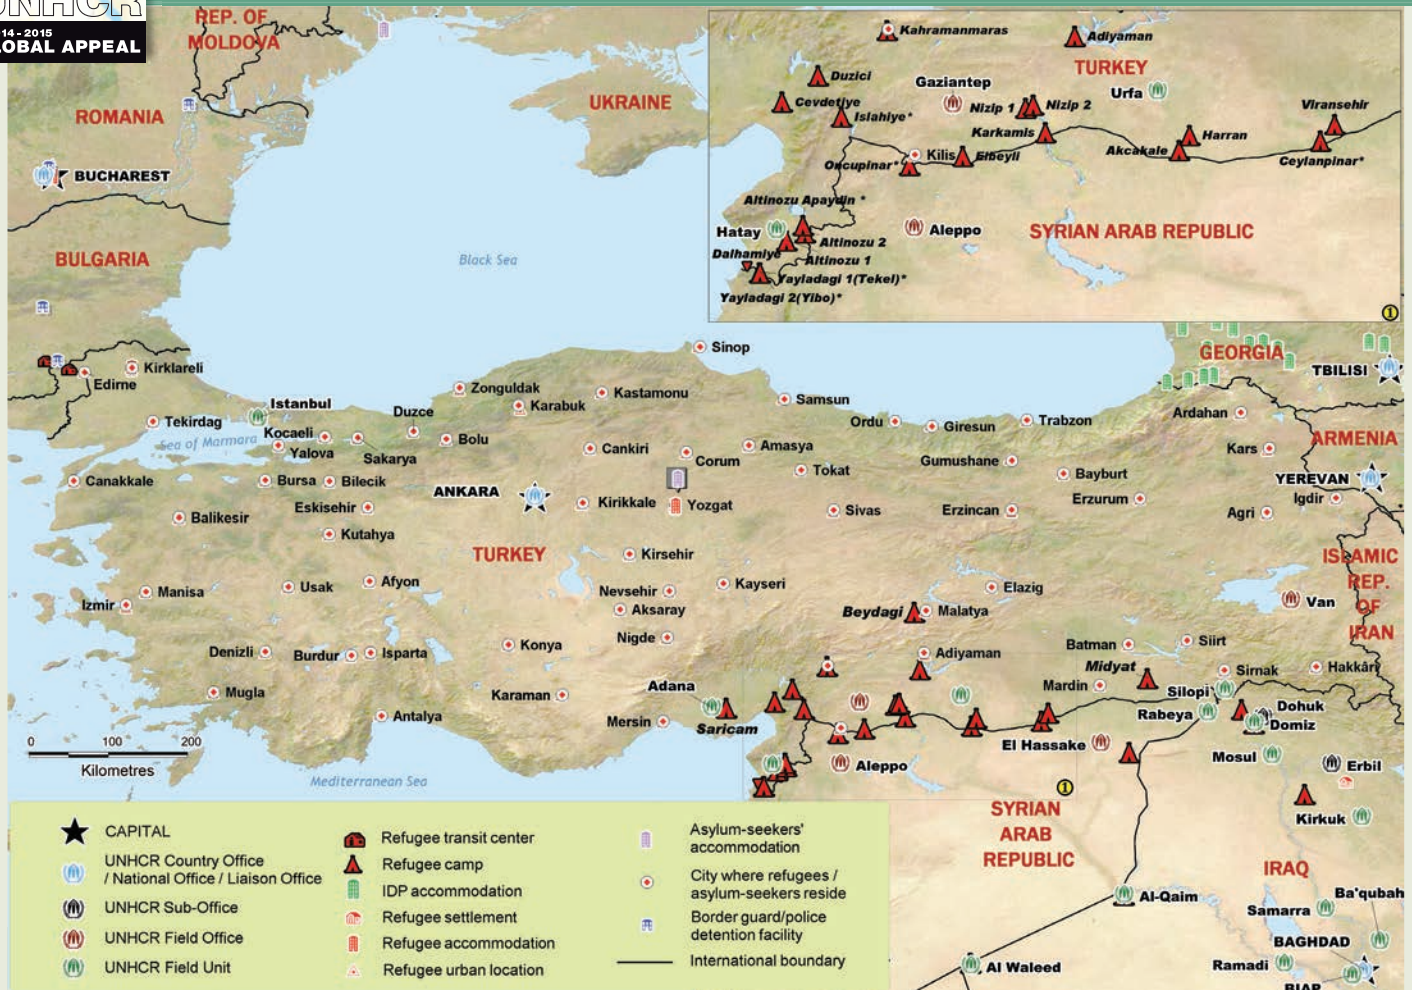 UNHCR
14 - 2015
LOBAL APPEAL
REP. OF
MOLDOVA
ROMANIA
UKRAINE
BUCHAREST
BULGARIA
Black Sea
Kahramanmaras
Adiyaman
TURKEY
Duzici
Gaziantep
Urfa
Cevdetiye
Nizip 1
Nizip 2
Viransehir
Islahiye*
Karkamis
Harran
Kilis
Elbeyli
Akcakale
Ceylanpinar*
Oncupinar*
Altinozu Apaydin *
Hatay
Aleppo
SYRIAN ARAB REPUBLIC
Altinozu 2
Dalhamiye
Altinozu 1
Yayladagi 1(Tekel)*
Yayladagi 2(Yibo)*
1
Sinop
GEORGIA
TBILISI
Kirklareli
Edirne
Zonguldak
Kastamonu
Samsun
Istanbul
Karabuk
Duzce
Ardahan
Tekirdag
Ordu
Giresun
Trabzon
Sea of Marmara
Kocaeli
Bolu
Amasya
ARMENIA
Yalova
Sakarya
Cankiri
Corum
Gumushane
Kars
Tokat
Bayburt
Canakkale
Bursa
Bilecik
YEREVAN
ANKARA
Kirikkale
Yozgat
Erzurum
Igdir
Eskisehir
Sivas
Erzincan
Agri
Balikesir
Kutahya
TURKEY
Kirsehir
ISLAMIC
REP.
OF
IRAN
Manisa
Usak
Afyon
Nevsehir
Kayseri
Elazig
Izmir
Aksaray
Beydagi
Malatya
Van
Nigde
Konya
Denizli
Burdur
Isparta
Adiyaman
Batman
Siirt
Midyat
Sirnak
Hakkâri
Mugla
Karaman
Adana
Mardin
Silopi
Antalya
Mersin
Saricam
Rabeya
Dohuk
Domiz
0 100 200
Kilometres
El Hassake
Mosul
Erbil
Aleppo
Mediterranean Sea
1
SYRIAN
ARAB
REPUBLIC
Kirkuk
IRAQ
Al-Qaim
Ba'qubah
Samarra
BAGHDAD
Al Waleed
Ramadi
BIAP
CAPITAL
UNHCR Country Office
/ National Office / Liaison Office
UNHCR Sub-Office
UNHCR Field Office
UNHCR Field Unit
Refugee transit center
Refugee camp
IDP accommodation
Refugee settlement
Refugee accommodation
Refugee urban location
Asylum-seekers'
accommodation
City where refugees /
asylum-seekers reside
Border guard/police
detention facility
International boundary